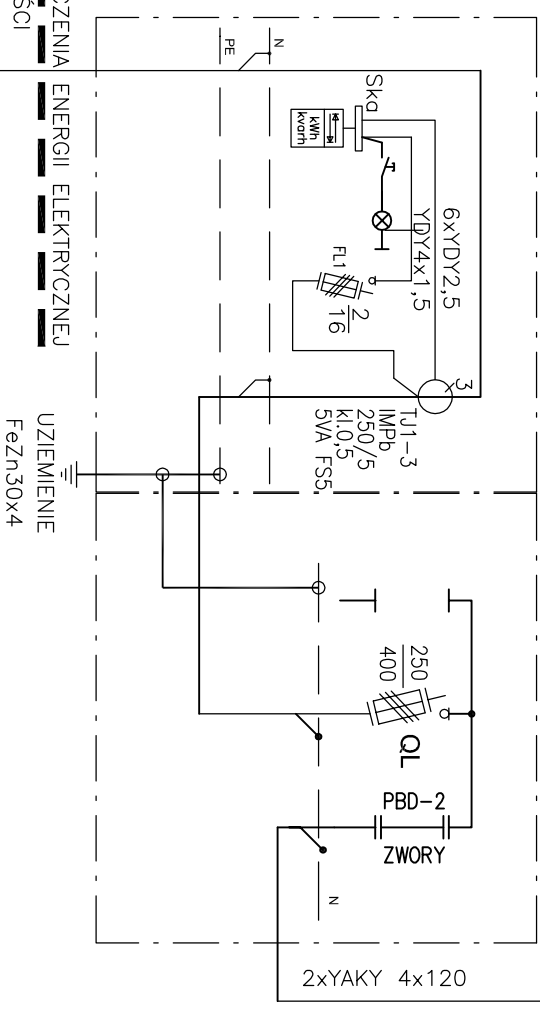 CZENIA ENERGII ELEKTRYCZNEJ
ŚCI
PE
N
Ska
kWh
kvarh
6xYDY2,5
YDY4x1,5
FL1
2
16
3
TJ1-3
IMPb
250/5
kl.0,5
5VA FS5
UZIEMIENIE
FeZn30x4
250
400
QL
PBD-2
ZWORY
N
2xYAKY 4x120